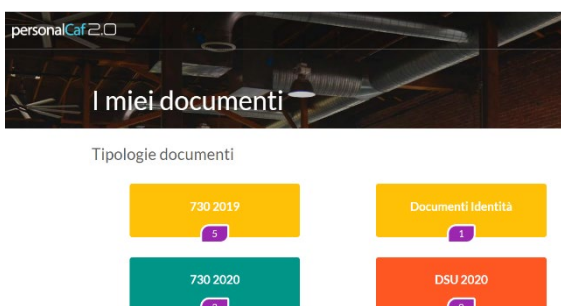 personalCaf 2.0
I miei documenti
Tipologie documenti
730 2019
Documenti Identità
5
1
730 2020
DSU 2020